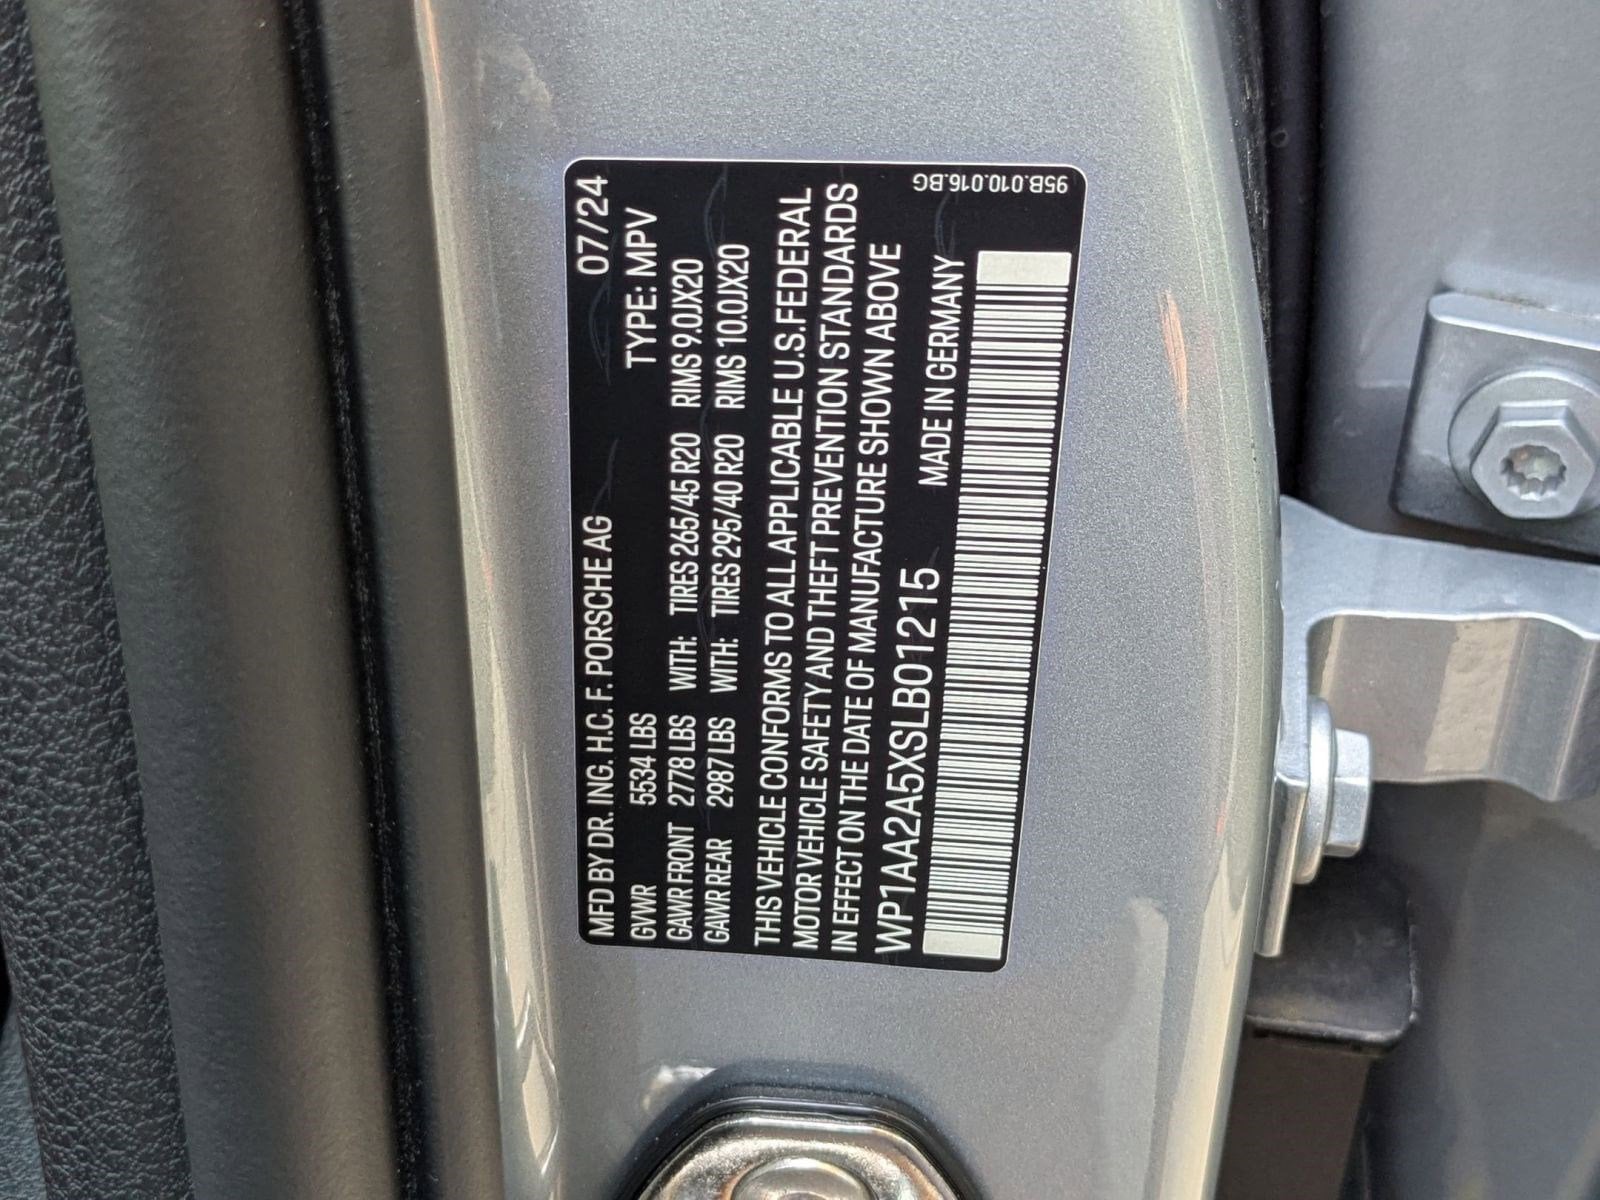 MFD BY DR. ING. H.C. F. PORSCHE AG 07/24
GVWR 5534 LBS TYPE: MPV
GAWR FRONT 2778 LBS WITH: TIRES 265/45 R20 RIMS 9.0JX20
GAWR REAR 2987 LBS WITH: TIRES 295/40 R20 RIMS 10.0JX20
THIS VEHICLE CONFORMS TO ALL APPLICABLE U.S. FEDERAL
MOTOR VEHICLE SAFETY AND THEFT PREVENTION STANDARDS
IN EFFECT ON THE DATE OF MANUFACTURE SHOWN ABOVE
WP1AA2A5XSLB01215 MADE IN GERMANY
95B.010.016.BG